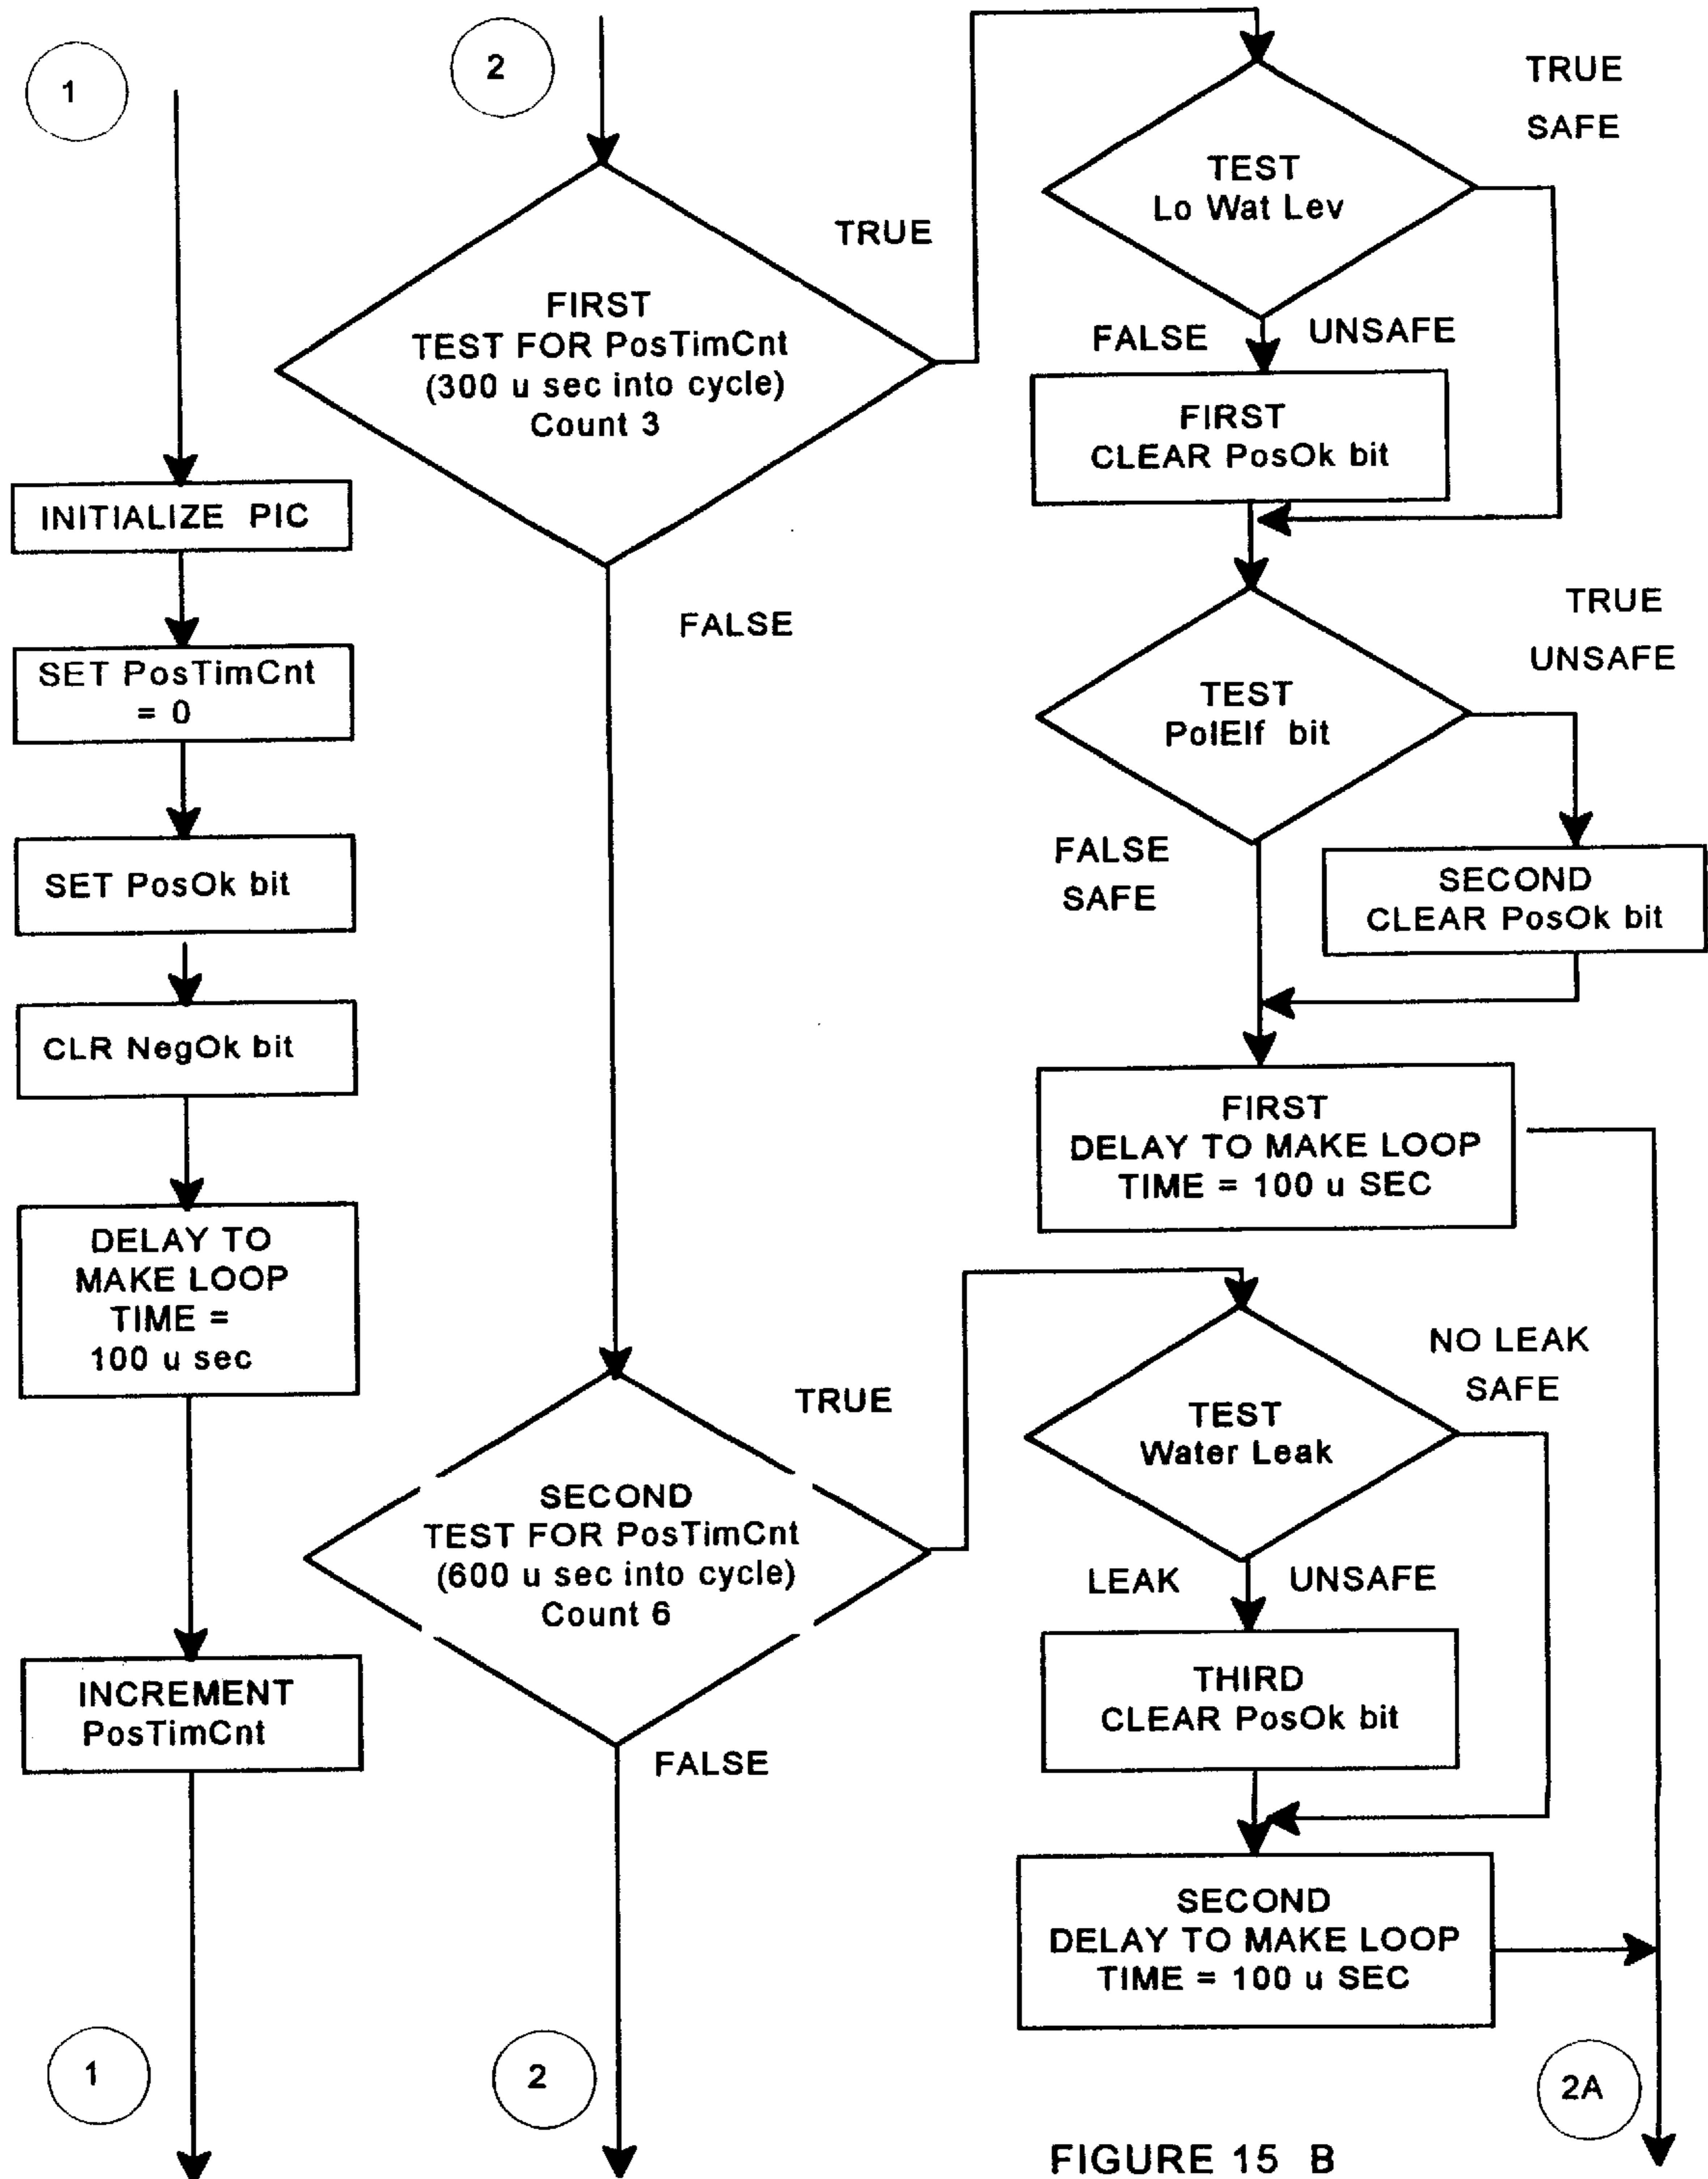 1
INITIALIZE PIC
SET PosTimCnt
= 0
SET PosOk bit
CLR NegOk bit
DELAY TO
MAKE LOOP
TIME =
100 u sec
INCREMENT
PosTimCnt
1
2
FIRST
TEST FOR PosTimCnt
(300 u sec into cycle)
Count 3
TRUE
FALSE
SECOND
TEST FOR PosTimCnt
(600 u sec into cycle)
Count 6
TRUE
FALSE
2
TEST
Lo Wat Lev
TRUE
SAFE
FALSE UNSAFE
FIRST
CLEAR PosOk bit
TEST
PolElf bit
TRUE
UNSAFE
FALSE
SAFE
SECOND
CLEAR PosOk bit
FIRST
DELAY TO MAKE LOOP
TIME = 100 u SEC
TEST
Water Leak
NO LEAK
SAFE
LEAK UNSAFE
THIRD
CLEAR PosOk bit
SECOND
DELAY TO MAKE LOOP
TIME = 100 u SEC
2A
FIGURE 15 B